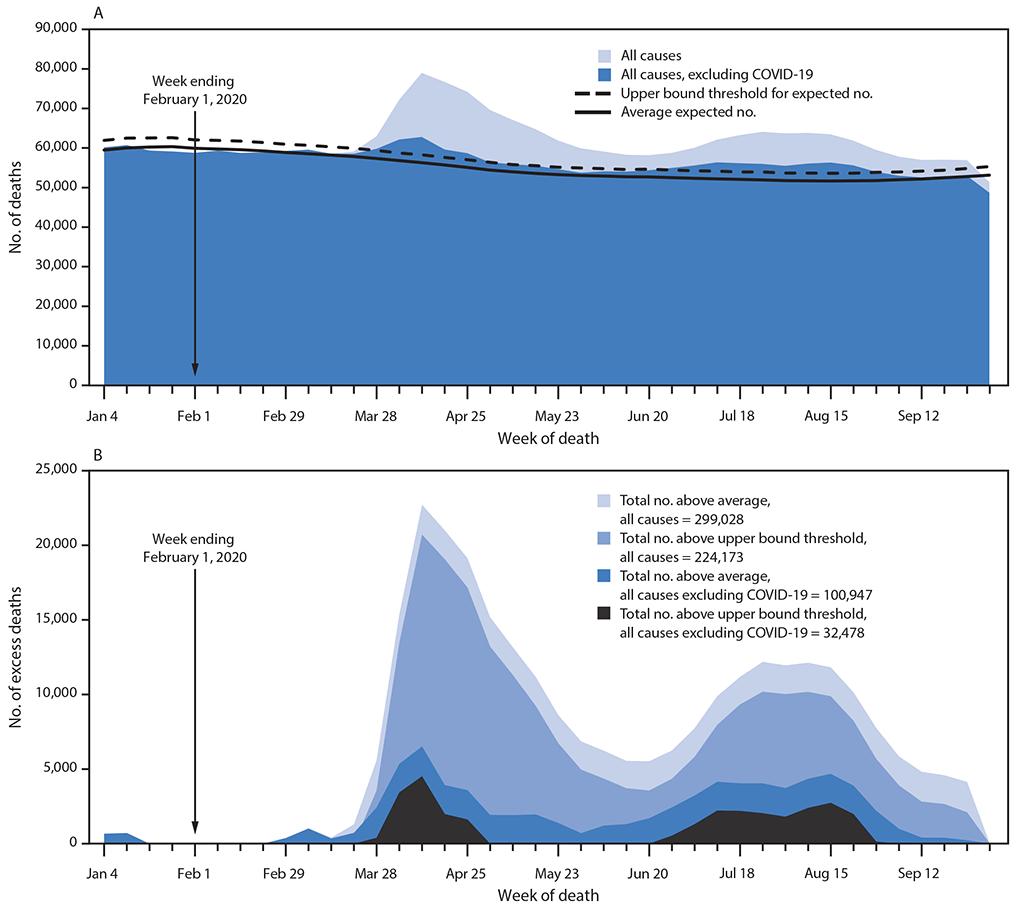 A
90,000
80,000
70,000
60,000
50,000
40,000
30,000
20,000
10,000
0
No. of deaths
Week ending
February 1, 2020
All causes
All causes, excluding COVID-19
Upper bound threshold for expected no.
Average expected no.
Jan 4 Feb 1 Feb 29 Mar 28 Apr 25 May 23 Jun 20 Jul 18 Aug 15 Sep 12
Week of death
B
25,000
20,000
15,000
10,000
5,000
0
No. of excess deaths
Week ending
February 1, 2020
Total no. above average,
all causes = 299,028
Total no. above upper bound threshold,
all causes = 224,173
Total no. above average,
all causes excluding COVID-19 = 100,947
Total no. above upper bound threshold,
all causes excluding COVID-19 = 32,478
Jan 4 Feb 1 Feb 29 Mar 28 Apr 25 May 23 Jun 20 Jul 18 Aug 15 Sep 12
Week of death